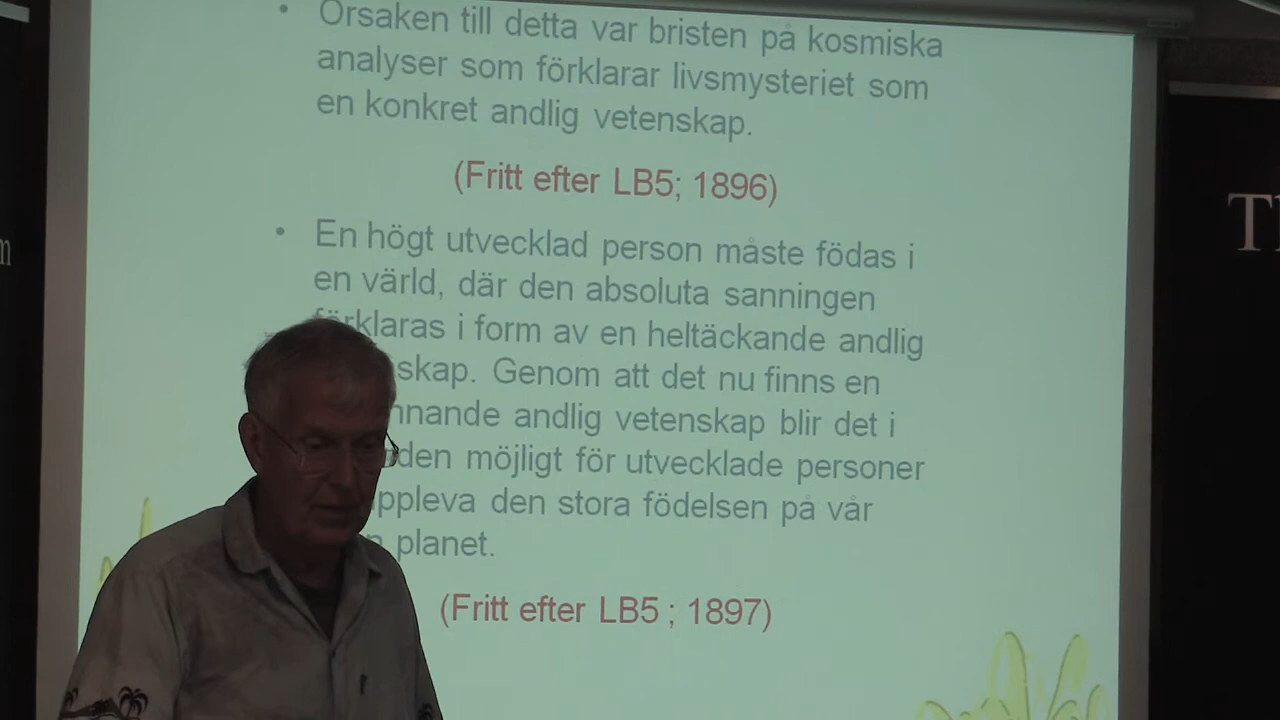 • Orsaken till detta var bristen på kosmiska
analyser som förklarar livsmysteriet som
en konkret andlig vetenskap.
(Fritt efter LB5; 1896)
• En högt utvecklad person måste födas i
en värld, där den absoluta sanningen
förklaras i form av en heltäckande andlig
skap. Genom att det nu finns en
nnande andlig vetenskap blir det i
den möjligt för utvecklade personer
ppleva den stora födelsen på vår
planet.
(Fritt efter LB5 ; 1897)
m